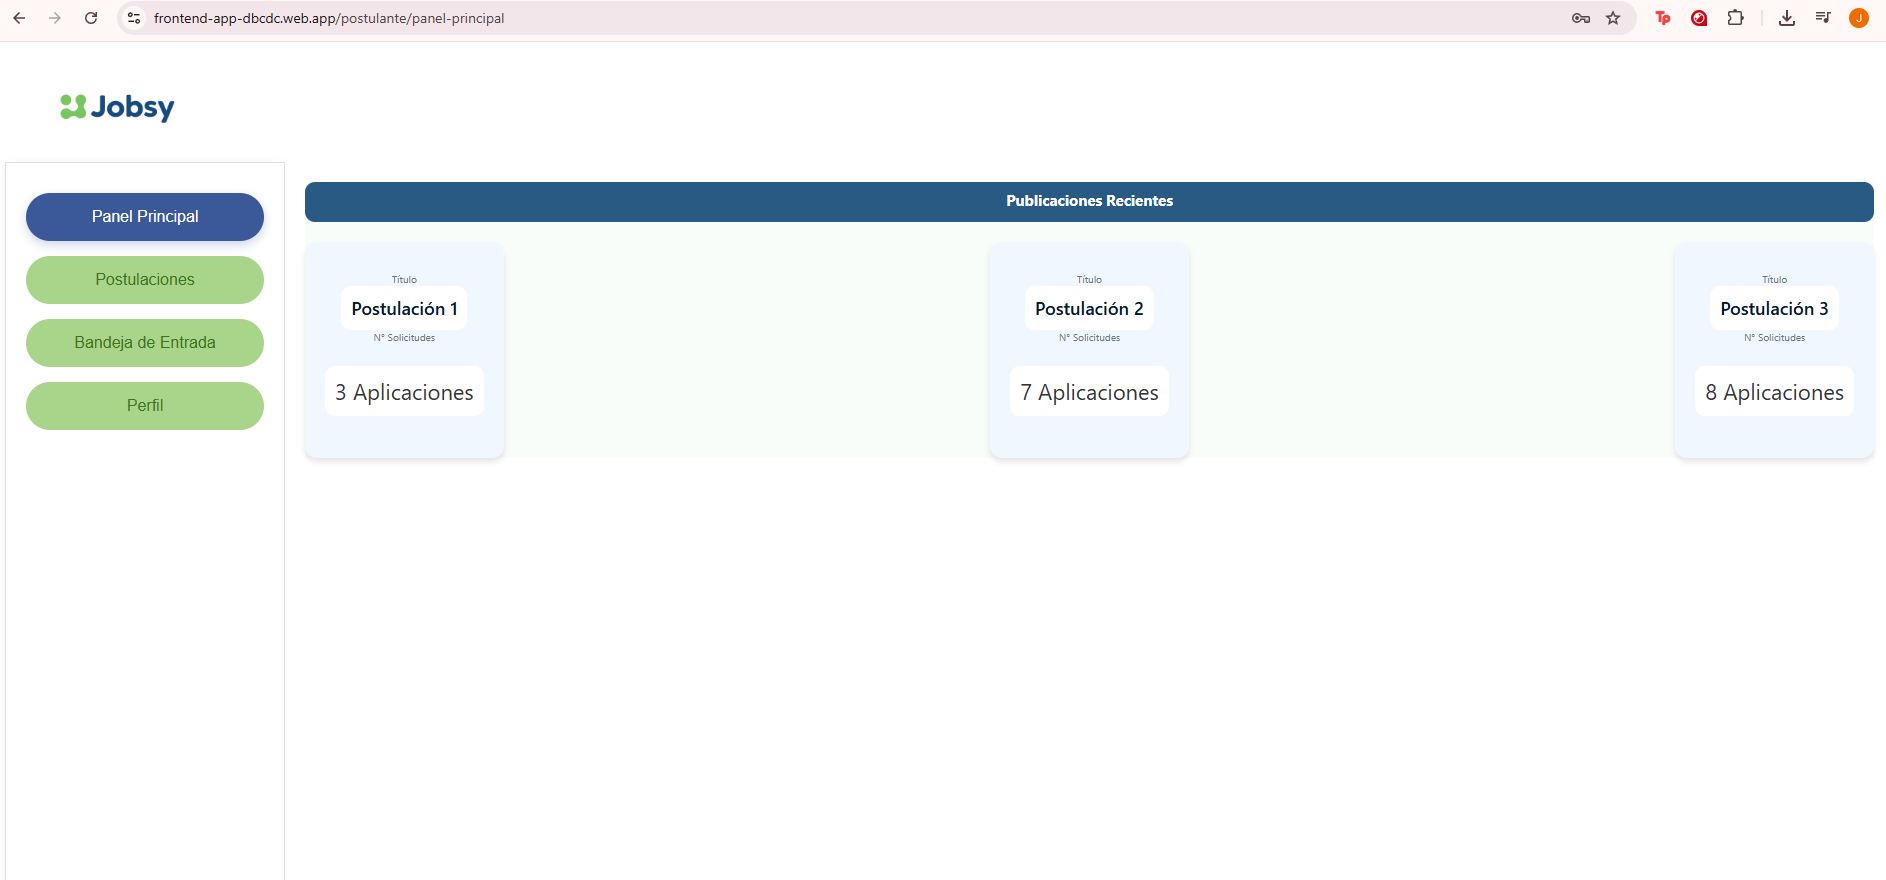 frontend-app-dbcdc.web.app/postulante/panel-principal
Tp
J
Jobsy
Panel Principal
Postulaciones
Bandeja de Entrada
Perfil
Publicaciones Recientes
Título
Postulación 1
N° Solicitudes
3 Aplicaciones
Título
Postulación 2
N° Solicitudes
7 Aplicaciones
Título
Postulación 3
N° Solicitudes
8 Aplicaciones